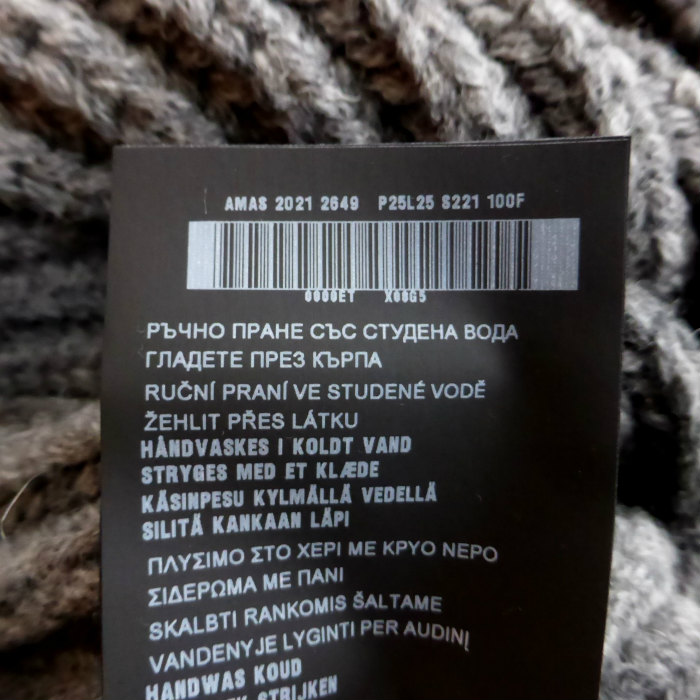 AMAS 2021 2649 P25L25 S221 100F
РЪЧНО ПРАНЕ СЪС СТУДЕНА ВОДА
ГЛАДЕТЕ ПРЕЗ КЪРПА
RUČNÍ PRANÍ VE STUDENÉ VODĚ
ŽEHLIT PŘES LÁTKU
HÅNDVASKES I KOLDT VAND
STRYGES MED ET KLÆDE
KÄSINPESU KYLMÄLLÄ VEDELLÄ
SILITÄ KANKAAN LÄPI
ΠΛΥΣΙΜΟ ΣΤΟ ΧΕΡΙ ΜΕ ΚΡΥΟ ΝΕΡΟ
ΣΙΔΕΡΩΜΑ ΜΕ ΠΑΝΙ
SKALBTI RANKOMIS ŠALTAME
VANDENYJE LYGINTI PER AUDINĮ
HANDWAS KOUD
STRIJKEN